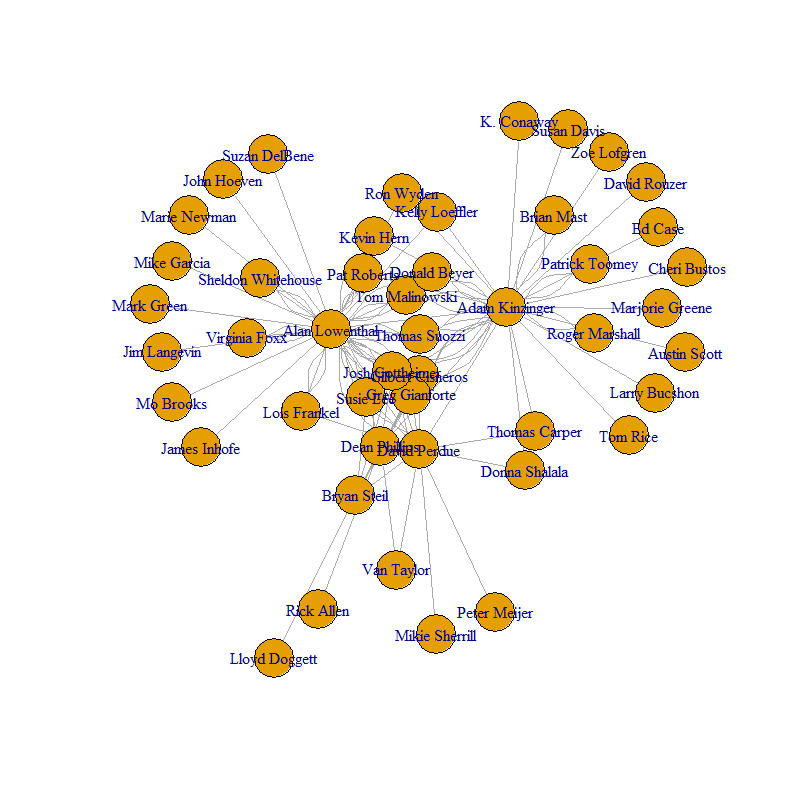 K. Conaway
Susan Davis
Suzan DelBene
Zoe Lofgren
John Hoeven
David Rouzer
Ron Wyden
Kelly Loeffler
Marie Newman
Brian Mast
Ed Case
Kevin Hern
Mike Garcia
Patrick Toomey
Cheri Bustos
Sheldon Whitehouse
Pat Roberts
Donald Beyer
Tom Malinowski
Mark Green
Adam Kinzinger
Marjorie Greene
Alan Lowenthal
Virginia Foxx
Thomas Suozzi
Roger Marshall
Jim Langevin
Austin Scott
Josh Gottheimer
Gilbert Cisneros
Susie Lee
Greg Gianforte
Larry Bucshon
Mo Brooks
Lois Frankel
Thomas Carper
Tom Rice
James Inhofe
Dean Phillips
David Perdue
Donna Shalala
Bryan Steil
Van Taylor
Rick Allen
Peter Meijer
Mikie Sherrill
Lloyd Doggett